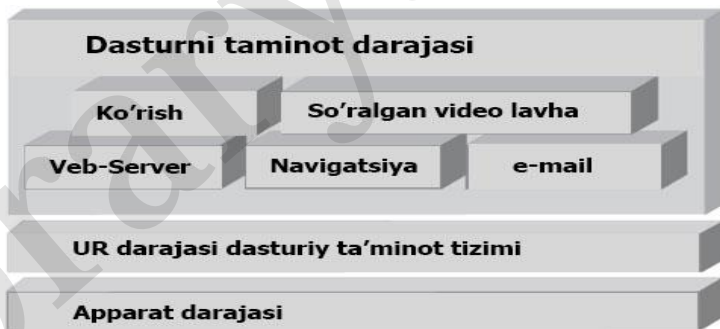 Dasturni taminot darajasi
Ko'rish
So'ralgan video lavha
Veb-Server
Navigatsiya
e-mail
UR darajasi dasturiy ta'minot tizimi
Apparat darajasi